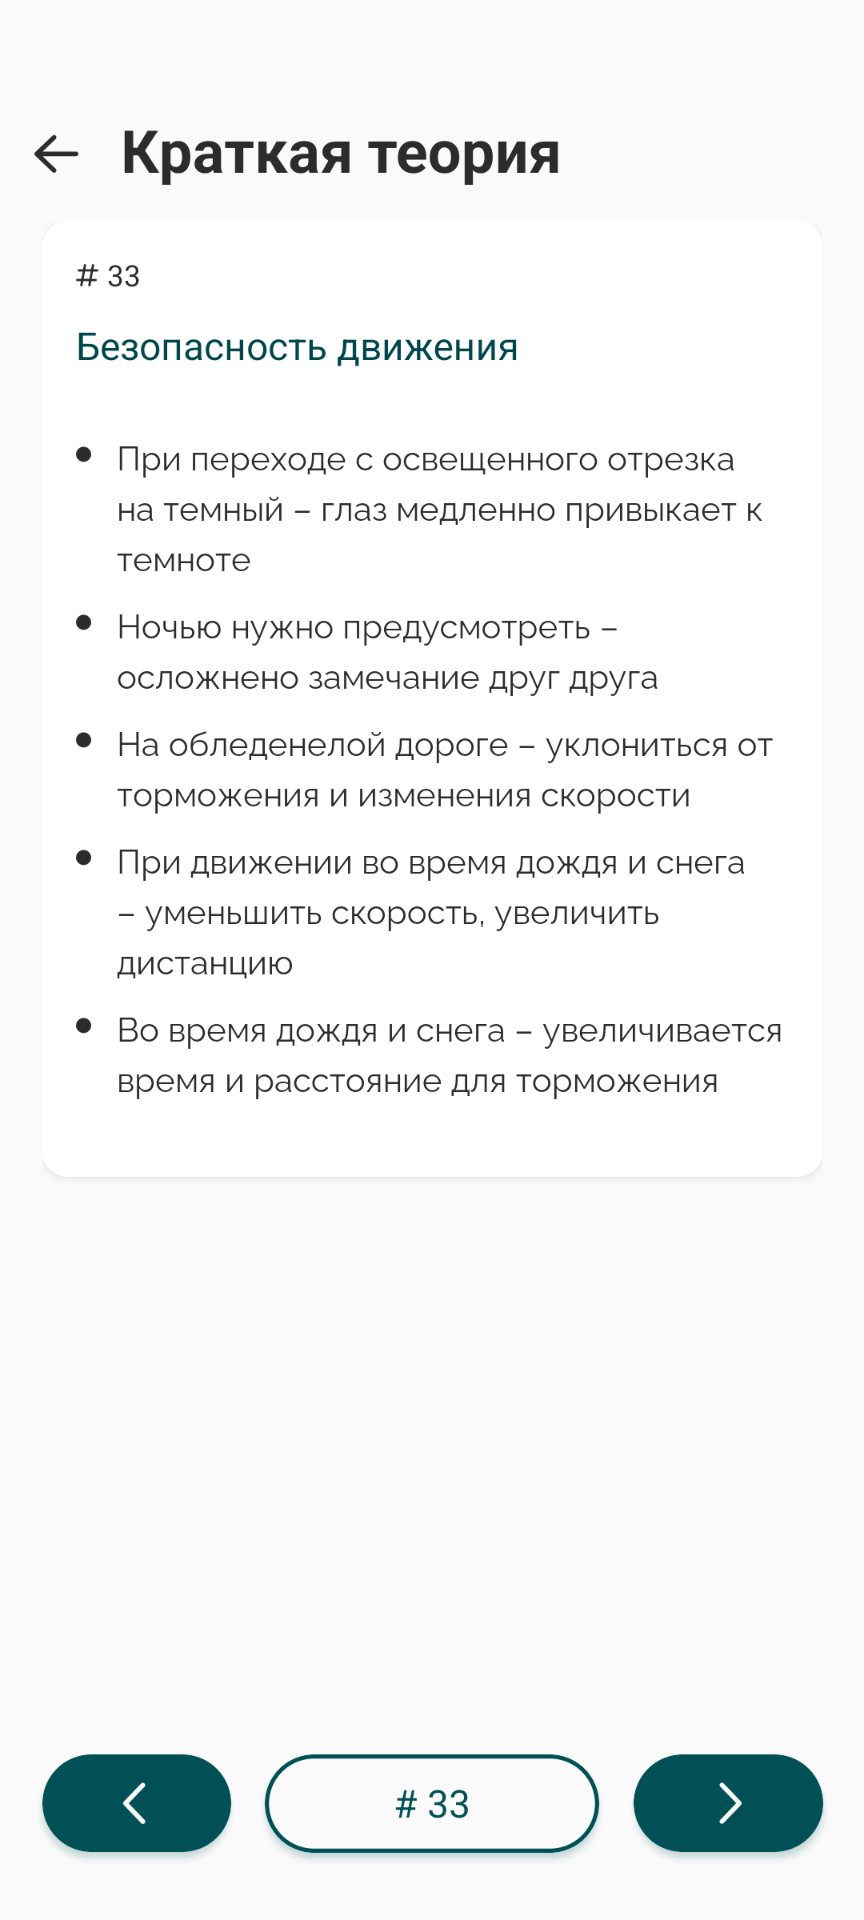 Краткая теория
# 33
Безопасность движения
● При переходе с освещенного отрезка
на темный – глаз медленно привыкает к
темноте
● Ночью нужно предусмотреть –
осложнено замечание друг друга
● На обледенелой дороге – уклониться от
торможения и изменения скорости
● При движении во время дождя и снега
– уменьшить скорость, увеличить
дистанцию
● Во время дождя и снега – увеличивается
время и расстояние для торможения
# 33